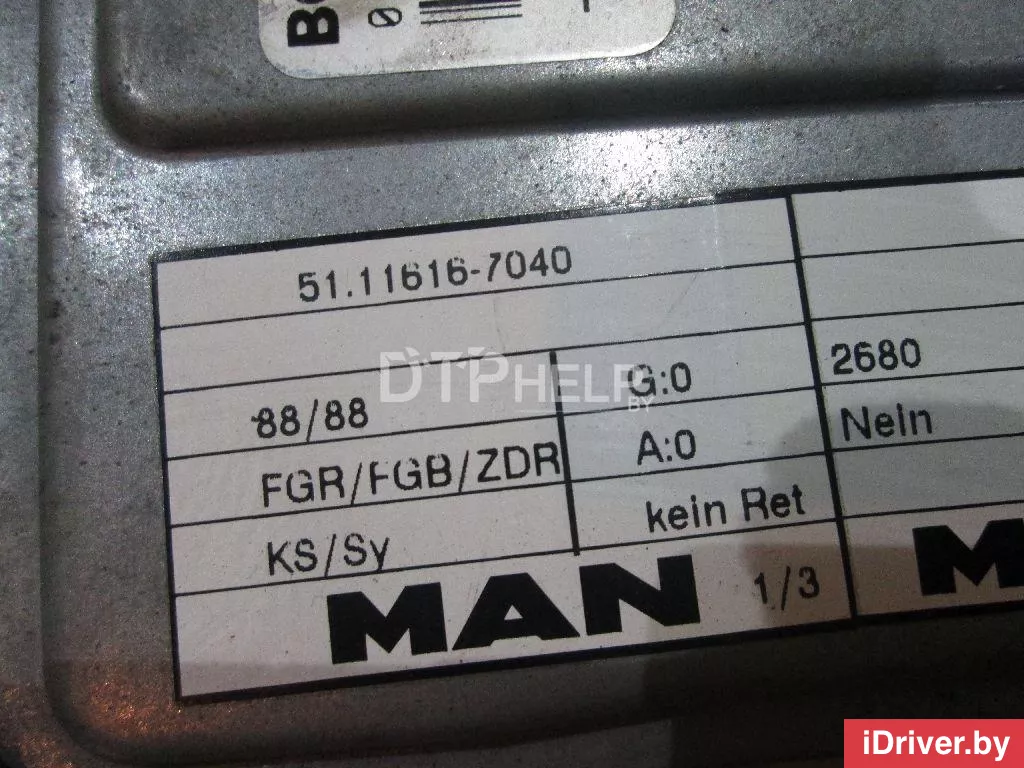 51.11616-7040
88/88 G:0 2680
FGR/FGB/ZDR A:0 Nein
KS/Sy kein Ret
MAN 1/3
DTPHELP.BY
iDriver.by